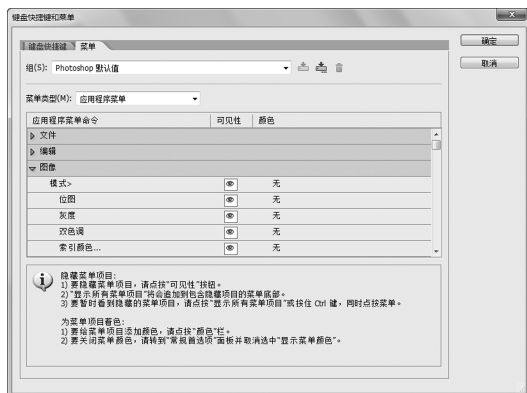 键盘快捷键和菜单
键盘快捷键 菜单
组(S): Photoshop 默认值
菜单类型(M): 应用程序菜单
应用程序菜单命令 可见性 颜色
文件
编辑
图像
模式> 无
位图 无
灰度 无
双色调 无
索引颜色... 无
隐藏菜单项目:
1) 要隐藏菜单项目，请点按“可见性”按钮。
2)“显示所有菜单项目”将会追加到包含隐藏项目的菜单底部。
3) 要暂时看到隐藏的菜单项目，请点按“显示所有菜单项目”或按住 Ctrl 键，同时点按菜单。
为菜单项目着色:
1) 要给菜单项目添加颜色，请点按“颜色”栏。
2) 要关闭菜单颜色，请转到“常规首选项”面板并取消选中“显示菜单颜色”。
确定
取消